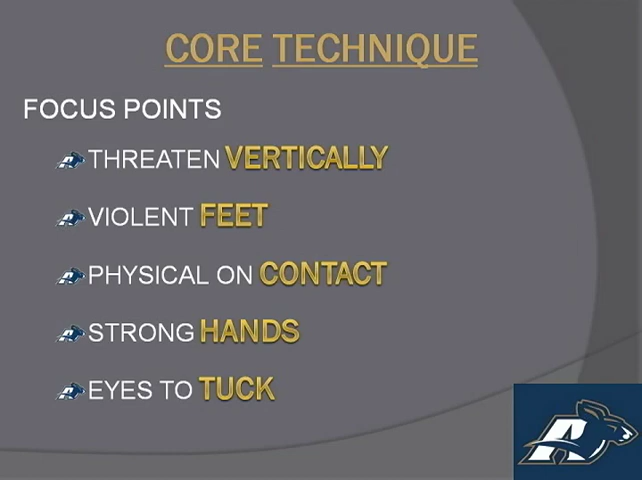 CORE TECHNIQUE
FOCUS POINTS
THREATEN VERTICALLY
VIOLENT FEET
PHYSICAL ON CONTACT
STRONG HANDS
EYES TO TUCK
A